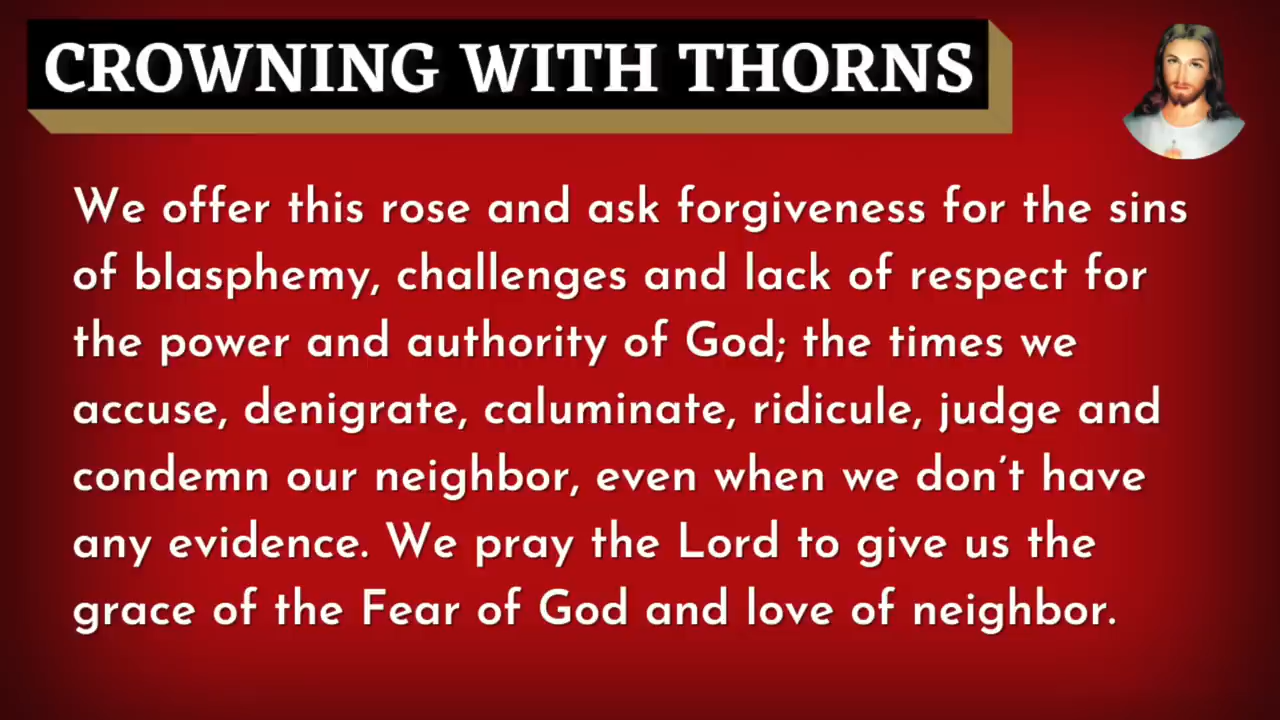 CROWNING WITH THORNS
We offer this rose and ask forgiveness for the sins
of blasphemy, challenges and lack of respect for
the power and authority of God; the times we
accuse, denigrate, caluminate, ridicule, judge and
condemn our neighbor, even when we don't have
any evidence. We pray the Lord to give us the
grace of the Fear of God and love of neighbor.